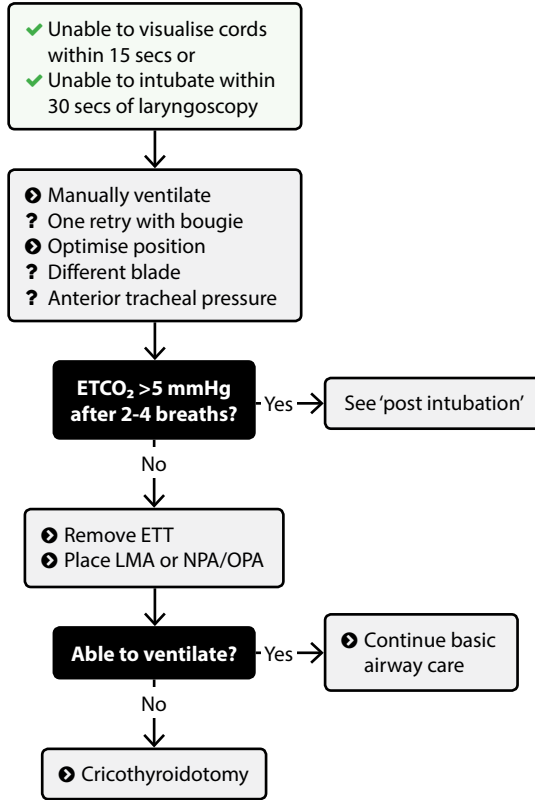 ✓ Unable to visualise cords
within 15 secs or
✓ Unable to intubate within
30 secs of laryngoscopy
Manually ventilate
? One retry with bougie
Optimise position
? Different blade
? Anterior tracheal pressure
ETCO₂ >5 mmHg
after 2-4 breaths?
Yes
See ‘post intubation’
No
Remove ETT
Place LMA or NPA/OPA
Able to ventilate?
Yes
Continue basic
airway care
No
Cricothyroidotomy